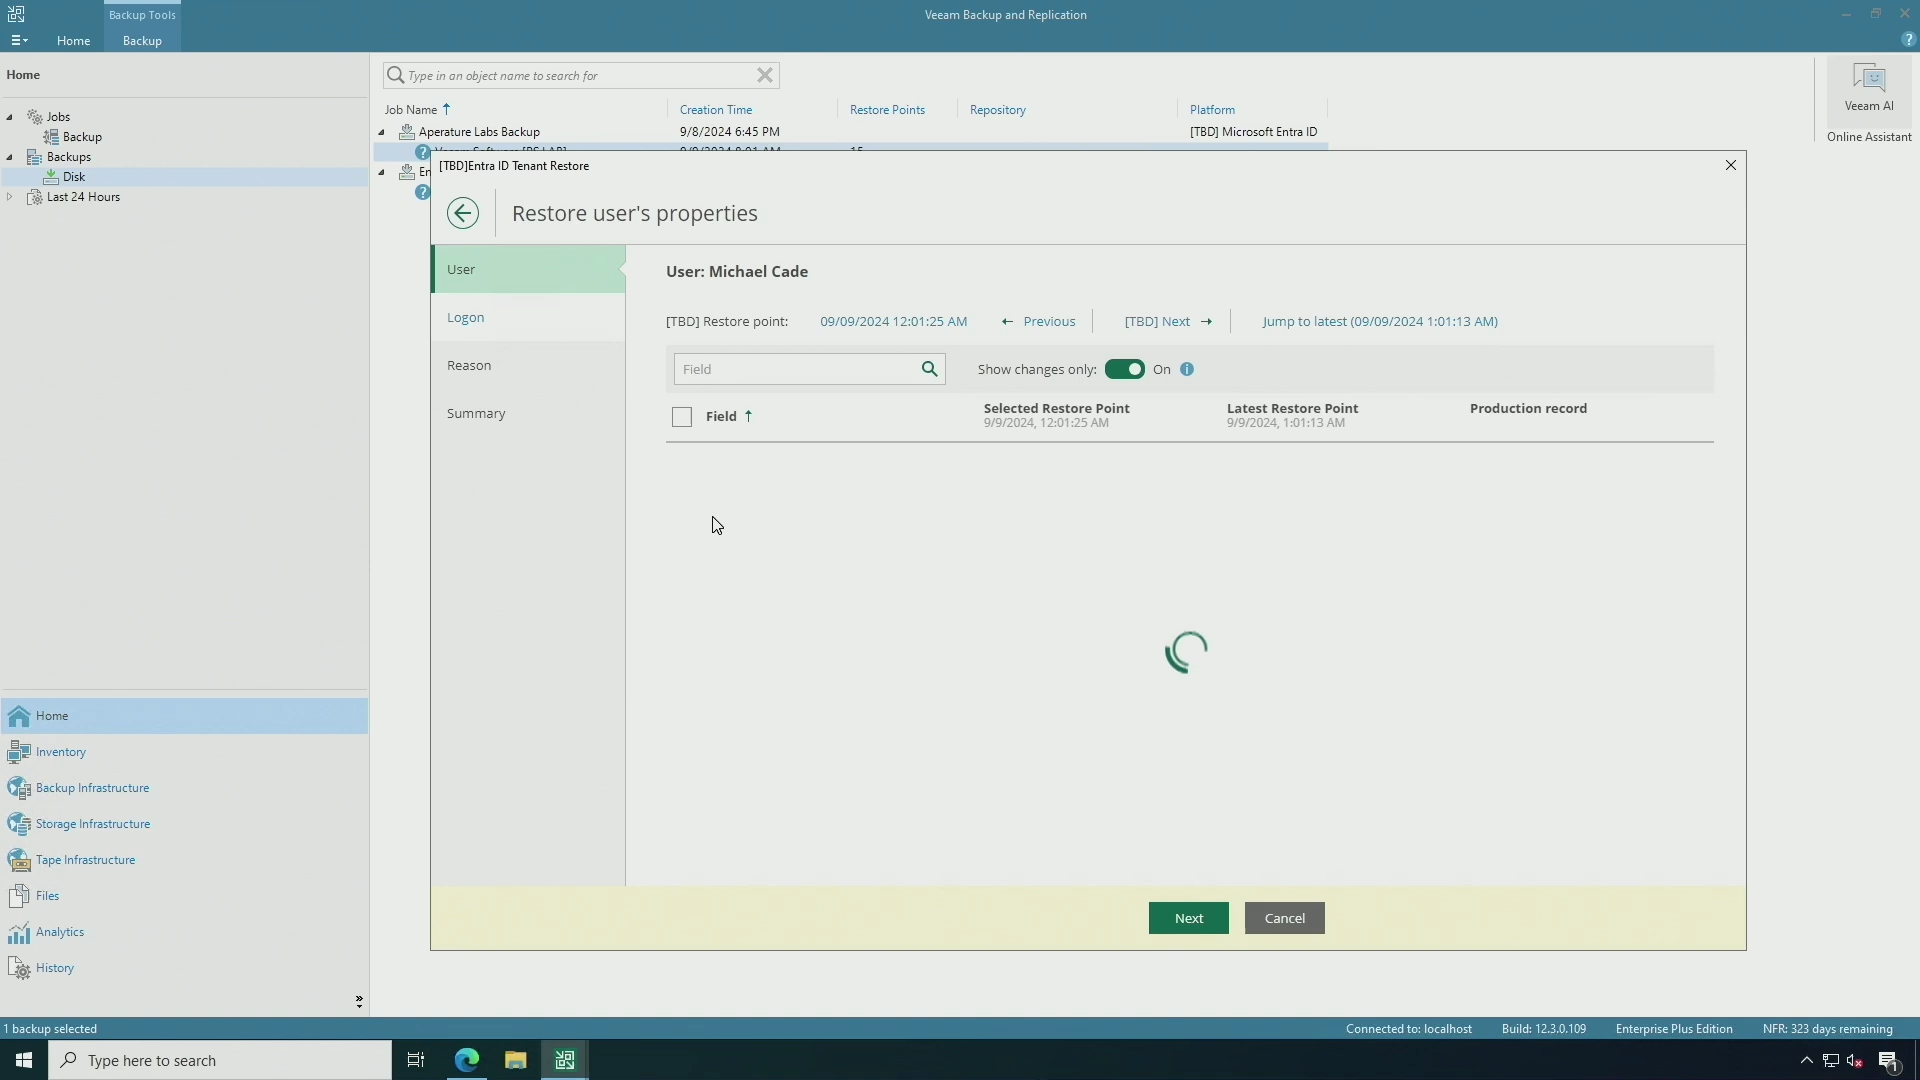 Backup Tools
Veeam Backup and Replication
Home
Backup
Home
Type in an object name to search for
Veeam AI
Online Assistant
Jobs
Backup
Backups
Disk
Last 24 Hours
Job Name
Creation Time
Restore Points
Repository
Platform
Aperature Labs Backup
9/8/2024 6:45 PM
[TBD] Microsoft Entra ID
En
[TBD]Entra ID Tenant Restore
Restore user's properties
User
Logon
Reason
Summary
User: Michael Cade
[TBD] Restore point:
09/09/2024 12:01:25 AM
Previous
[TBD] Next
Jump to latest (09/09/2024 1:01:13 AM)
Field
Show changes only:
On
Field
Selected Restore Point
9/9/2024, 12:01:25 AM
Latest Restore Point
9/9/2024, 1:01:13 AM
Production record
Next
Cancel
Home
Inventory
Backup Infrastructure
Storage Infrastructure
Tape Infrastructure
Files
Analytics
History
1 backup selected
Connected to: localhost
Build: 12.3.0.109
Enterprise Plus Edition
NFR: 323 days remaining
Type here to search
1